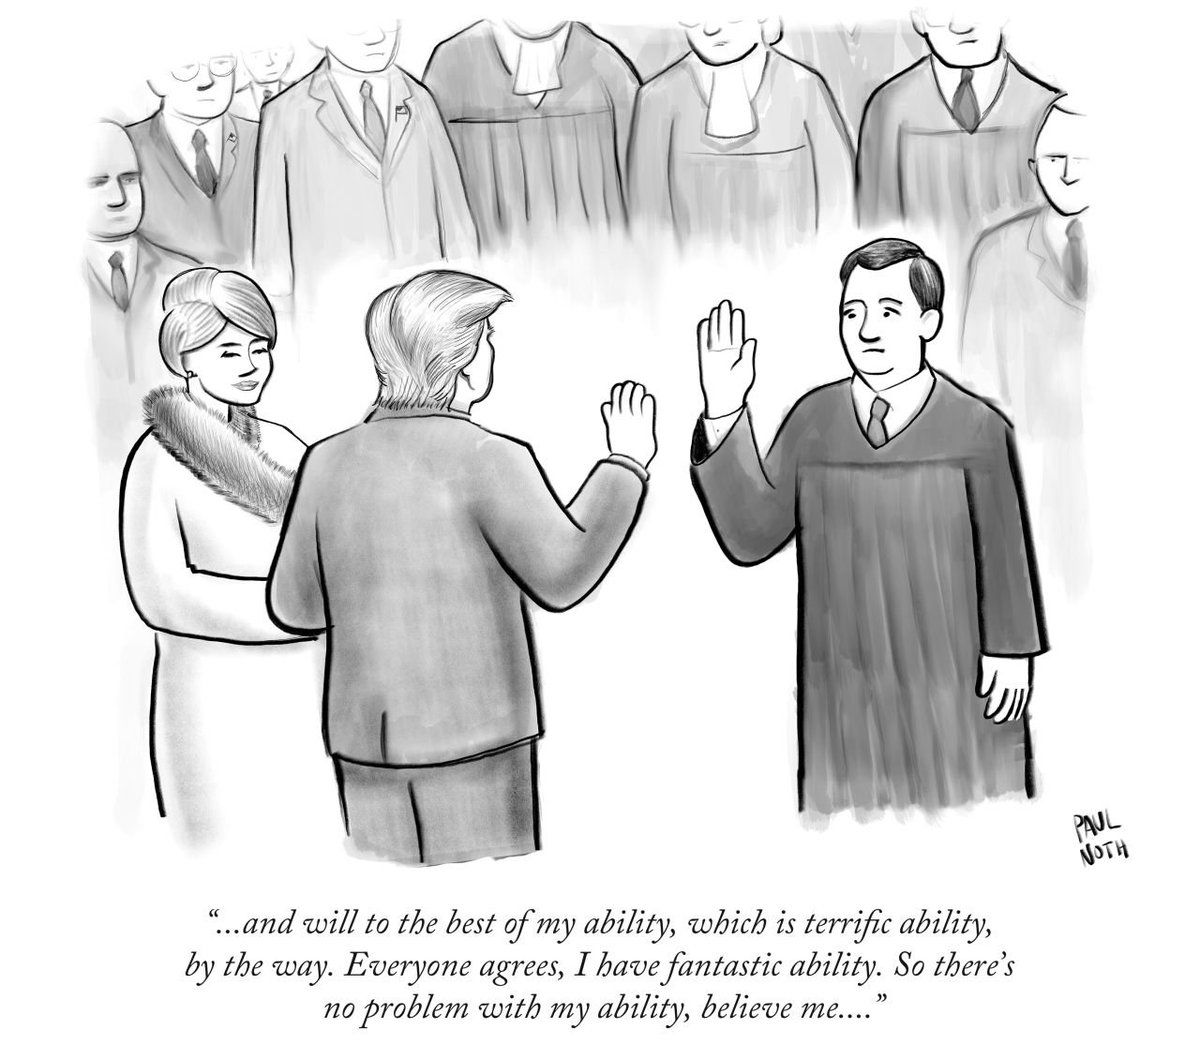 PAUL
NOTH
“...and will to the best of my ability, which is terrific ability,
by the way. Everyone agrees, I have fantastic ability. So there’s
no problem with my ability, believe me....”